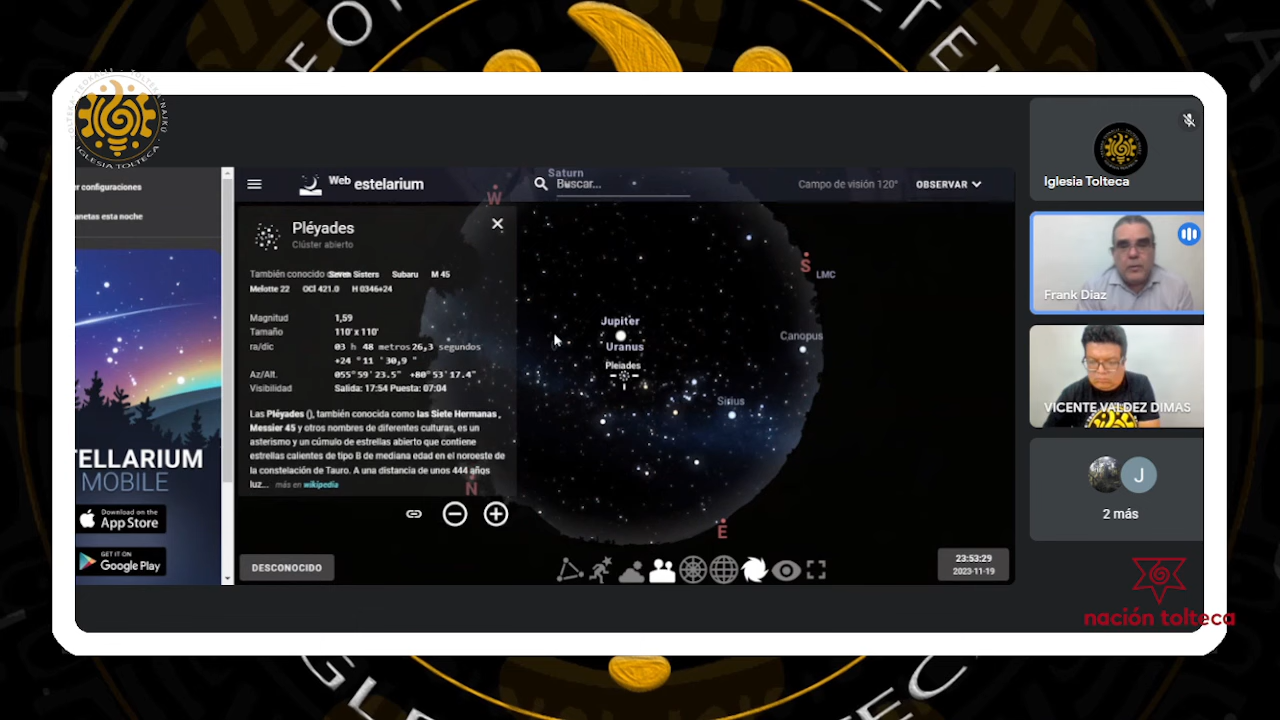 IGLESIA TOLTECA
er configuraciones
anetas esta noche
TELLARIUM
MOBILE
Download on the
App Store
GET IT ON
Google Play
Web estelarium
Saturn
Buscar...
Campo de visión 120°
OBSERVAR
W
Pléyades
Clúster abierto
También conocido
Seven Sisters Subaru M 45
Melotte 22 OCl 421.0 H 0346+24
Magnitud 1,59
Tamaño 110' x 110'
ra/dic 03 h 48 metros 26,3 segundos
+24 °11 '30,9 "
Az/Alt. 055°59'23.5" +80°53'17.4"
Visibilidad Salida: 17:54 Puesta: 07:04
Las Pléyades (), también conocida como las Siete Hermanas ,
Messier 45 y otros nombres de diferentes culturas, es un
asterismo y un cúmulo de estrellas abierto que contiene
estrellas calientes de tipo B de mediana edad en el noroeste de
la constelación de Tauro. A una distancia de unos 444 años
luz... más en wikipedia
N
Jupiter
Uranus
Pleiades
S
LMC
Canopus
Sirius
E
DESCONOCIDO
23:53:29
2023-11-19
Iglesia Tolteca
Frank Díaz
VICENTE VALDEZ DIMAS
J
2 más
nación tolteca